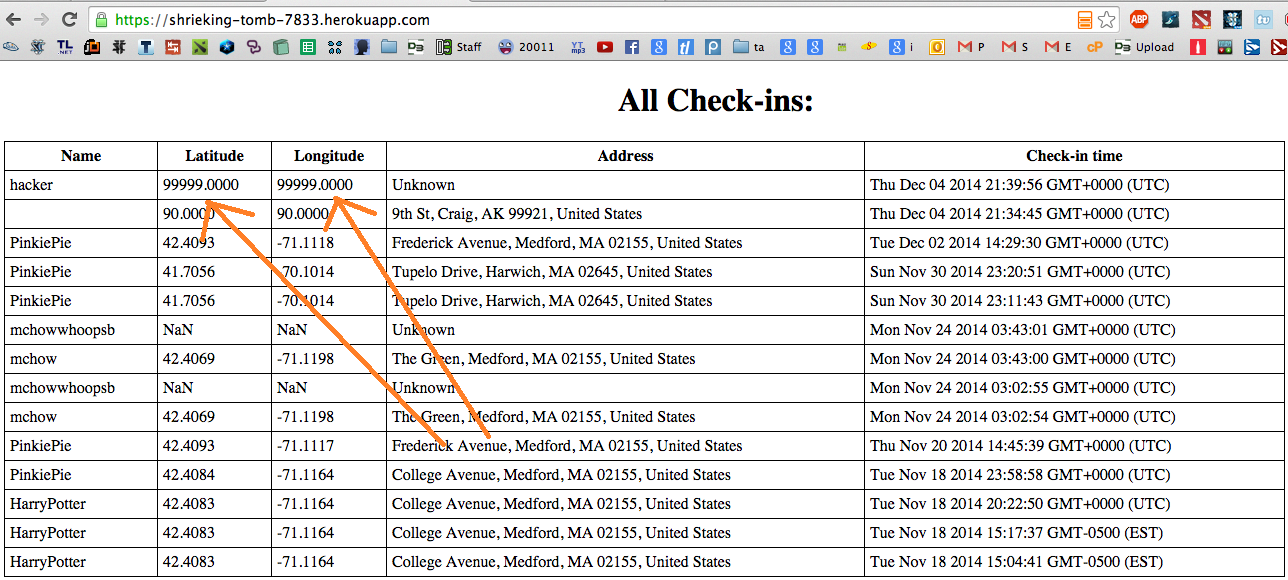 https://shrieking-tomb-7833.herokuapp.com
ABP tv
TL NET T Staff 20011 YT mp3 f 8 P ta 8 8 m 8 i M P M S M E cP Upload
All Check-ins:
Name Latitude Longitude Address Check-in time
hacker 99999.0000 99999.0000 Unknown Thu Dec 04 2014 21:39:56 GMT+0000 (UTC)
90.0000 90.0000 9th St, Craig, AK 99921, United States Thu Dec 04 2014 21:34:45 GMT+0000 (UTC)
PinkiePie 42.4093 -71.1118 Frederick Avenue, Medford, MA 02155, United States Tue Dec 02 2014 14:29:30 GMT+0000 (UTC)
PinkiePie 41.7056 -70.1014 Tupelo Drive, Harwich, MA 02645, United States Sun Nov 30 2014 23:20:51 GMT+0000 (UTC)
PinkiePie 41.7056 -70.1014 Tupelo Drive, Harwich, MA 02645, United States Sun Nov 30 2014 23:11:43 GMT+0000 (UTC)
mchowwhoopsb NaN NaN Unknown Mon Nov 24 2014 03:43:01 GMT+0000 (UTC)
mchow 42.4069 -71.1198 The Green, Medford, MA 02155, United States Mon Nov 24 2014 03:43:00 GMT+0000 (UTC)
mchowwhoopsb NaN NaN Unknown Mon Nov 24 2014 03:02:55 GMT+0000 (UTC)
mchow 42.4069 -71.1198 The Green, Medford, MA 02155, United States Mon Nov 24 2014 03:02:54 GMT+0000 (UTC)
PinkiePie 42.4093 -71.1117 Frederick Avenue, Medford, MA 02155, United States Thu Nov 20 2014 14:45:39 GMT+0000 (UTC)
PinkiePie 42.4084 -71.1164 College Avenue, Medford, MA 02155, United States Tue Nov 18 2014 23:58:58 GMT+0000 (UTC)
HarryPotter 42.4083 -71.1164 College Avenue, Medford, MA 02155, United States Tue Nov 18 2014 20:22:50 GMT+0000 (UTC)
HarryPotter 42.4083 -71.1164 College Avenue, Medford, MA 02155, United States Tue Nov 18 2014 15:17:37 GMT-0500 (EST)
HarryPotter 42.4083 -71.1164 College Avenue, Medford, MA 02155, United States Tue Nov 18 2014 15:04:41 GMT-0500 (EST)